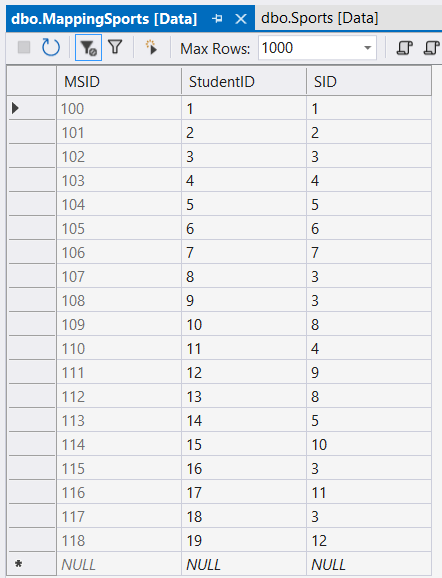 dbo.MappingSports [Data] dbo.Sports [Data]
Max Rows: 1000
MSID StudentID SID
100 1 1
101 2 2
102 3 3
103 4 4
104 5 5
105 6 6
106 7 7
107 8 3
108 9 3
109 10 8
110 11 4
111 12 9
112 13 8
113 14 5
114 15 10
115 16 3
116 17 11
117 18 3
118 19 12
NULL NULL NULL